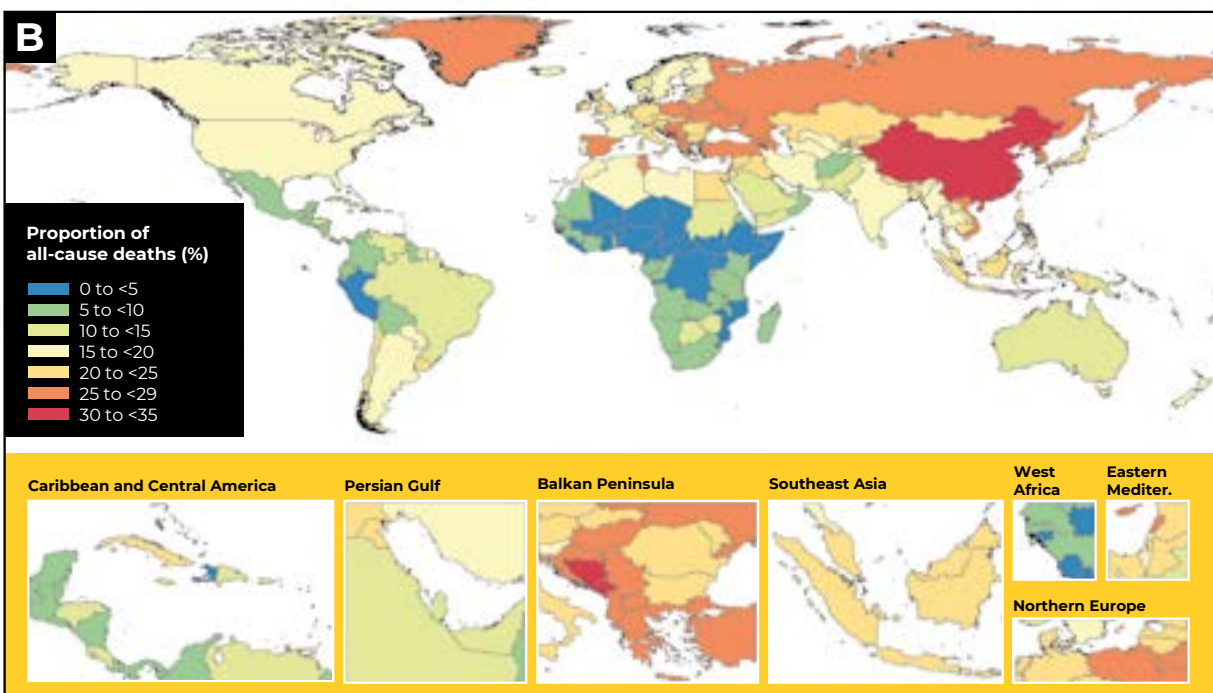 B
Proportion of
all-cause deaths (%)
0 to <5
5 to <10
10 to <15
15 to <20
20 to <25
25 to <29
30 to <35
Caribbean and Central America
Persian Gulf
Balkan Peninsula
Southeast Asia
West
Africa
Eastern
Mediter.
Northern Europe